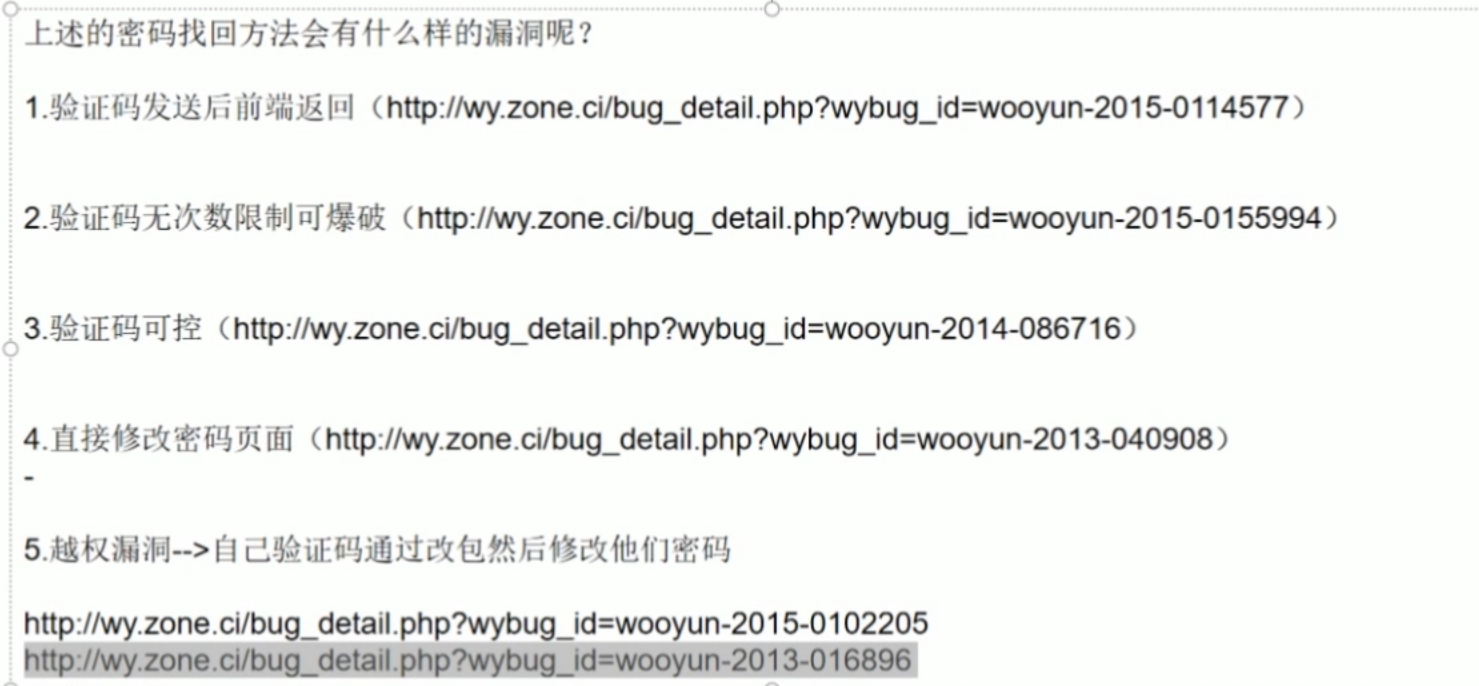 上述的密码找回方法会有什么样的漏洞呢？
1.验证码发送后前端返回（http://wy.zone.ci/bug_detail.php?wybug_id=wooyun-2015-0114577）
2.验证码无次数限制可爆破（http://wy.zone.ci/bug_detail.php?wybug_id=wooyun-2015-0155994）
3.验证码可控（http://wy.zone.ci/bug_detail.php?wybug_id=wooyun-2014-086716）
4.直接修改密码页面（http://wy.zone.ci/bug_detail.php?wybug_id=wooyun-2013-040908）
-
5.越权漏洞-->自己验证码通过改包然后修改他们密码
http://wy.zone.ci/bug_detail.php?wybug_id=wooyun-2015-0102205
http://wy.zone.ci/bug_detail.php?wybug_id=wooyun-2013-016896